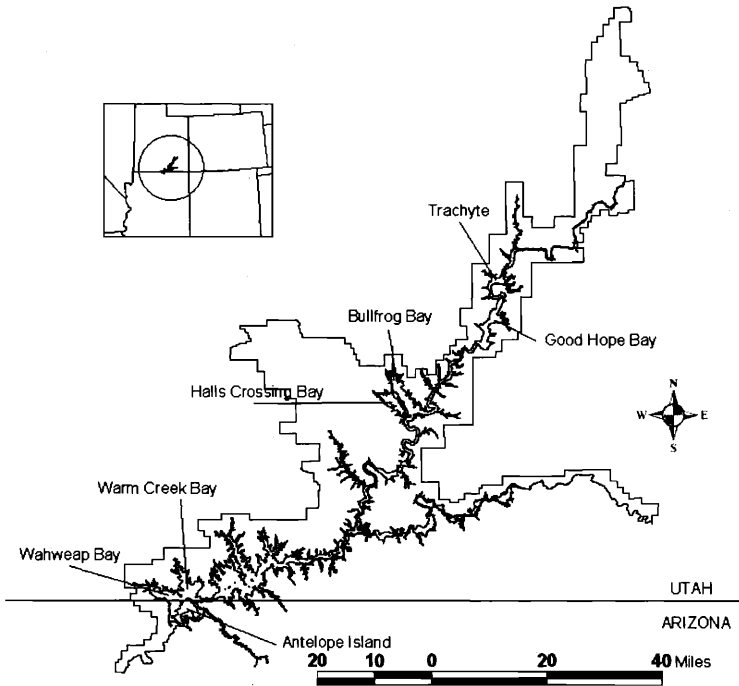 Trachyte
Bullfrog Bay
Good Hope Bay
Halls Crossing Bay
N
W E
S
Warm Creek Bay
Wahweap Bay
UTAH
ARIZONA
Antelope Island
20 10 0 20 40 Miles